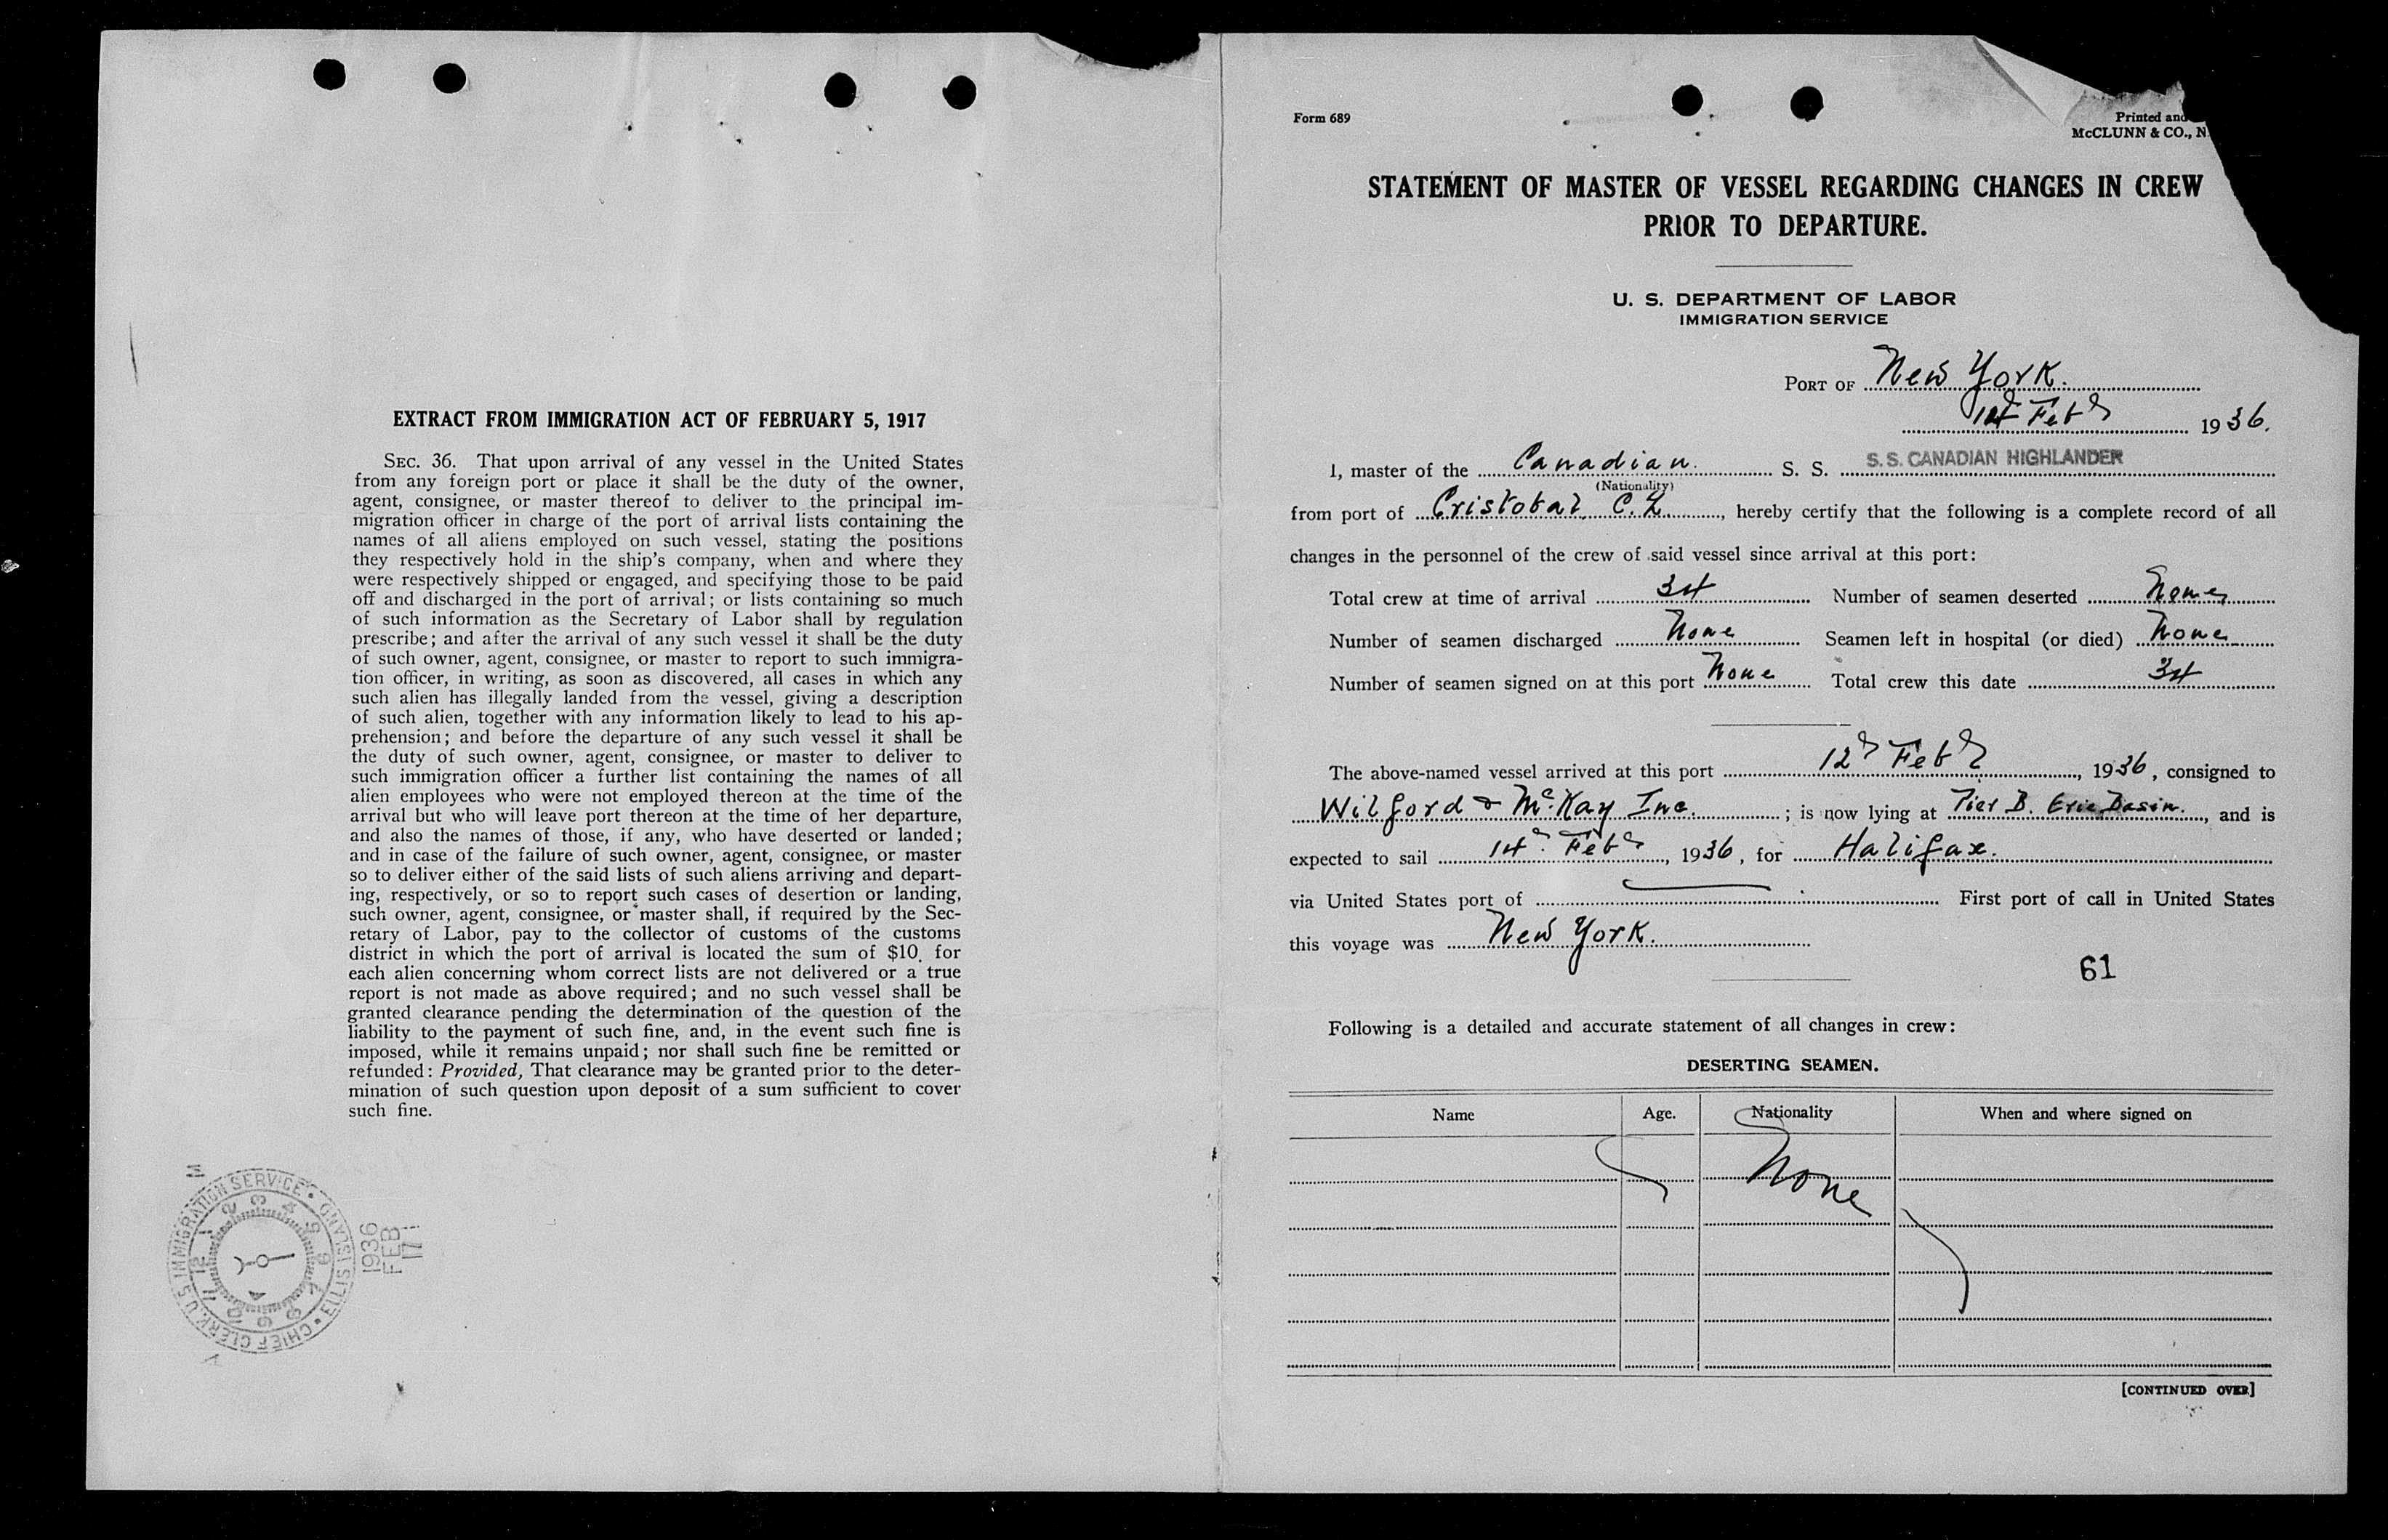 EXTRACT FROM IMMIGRATION ACT OF FEBRUARY 5, 1917
SEC. 36. That upon arrival of any vessel in the United States
from any foreign port or place it shall be the duty of the owner,
agent, consignee, or master thereof to deliver to the principal im-
migration officer in charge of the port of arrival lists containing the
names of all aliens employed on such vessel, stating the positions
they respectively hold in the ship's company, when and where they
were respectively shipped or engaged, and specifying those to be paid
off and discharged in the port of arrival; or lists containing so much
of such information as the Secretary of Labor shall by regulation
prescribe; and after the arrival of any such vessel it shall be the duty
of such owner, agent, consignee, or master to report to such immigra-
tion officer, in writing, as soon as discovered, all cases in which any
such alien has illegally landed from the vessel, giving a description
of such alien, together with any information likely to lead to his ap-
prehension; and before the departure of any such vessel it shall be
the duty of such owner, agent, consignee, or master to deliver to
such immigration officer a further list containing the names of all
alien employees who were not employed thereon at the time of the
arrival but who will leave port thereon at the time of her departure,
and also the names of those, if any, who have deserted or landed;
and in case of the failure of such owner, agent, consignee, or master
so to deliver either of the said lists of such aliens arriving and depart-
ing, respectively, or so to report such cases of desertion or landing,
such owner, agent, consignee, or master shall, if required by the Sec-
retary of Labor, pay to the collector of customs of the customs
district in which the port of arrival is located the sum of $10. for
each alien concerning whom correct lists are not delivered or a true
report is not made as above required; and no such vessel shall be
granted clearance pending the determination of the question of the
liability to the payment of such fine, and, in the event such fine is
imposed, while it remains unpaid; nor shall such fine be remitted or
refunded: Provided, That clearance may be granted prior to the deter-
mination of such question upon deposit of a sum sufficient to cover
such fine.
CHIEF CLERK, U.S. IMMIGRATION SERVICE • ELLIS ISLAND •
12 1 2 3 4 5 6 7 8 9 10 11
1936
FEB
17
Form 689
Printed and
McCLUNN & CO., N.
STATEMENT OF MASTER OF VESSEL REGARDING CHANGES IN CREW
PRIOR TO DEPARTURE.
U. S. DEPARTMENT OF LABOR
IMMIGRATION SERVICE
PORT OF New York.
14 Feb 1936.
I, master of the Canadian. S. S. S.S. CANADIAN HIGHLANDER
(Nationality)
from port of Cristobal C.Z., hereby certify that the following is a complete record of all
changes in the personnel of the crew of said vessel since arrival at this port:
Total crew at time of arrival 34 Number of seamen deserted None
Number of seamen discharged None Seamen left in hospital (or died) None
Number of seamen signed on at this port None Total crew this date 34
The above-named vessel arrived at this port 12 Feb, 1936, consigned to
Wilford & McKay Inc.; is now lying at Pier B. Erie Basin., and is
expected to sail 14 Feb, 1936, for Halifax.
via United States port of First port of call in United States
this voyage was New York.
61
Following is a detailed and accurate statement of all changes in crew:
DESERTING SEAMEN.
Name Age. Nationality When and where signed on
None
[CONTINUED OVER]